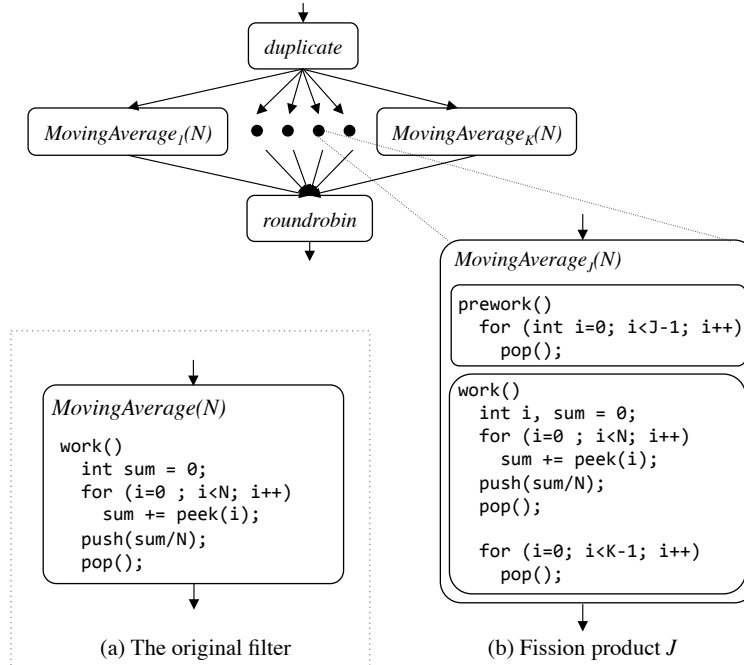 duplicate
MovingAverage1(N)
MovingAverageK(N)
roundrobin
MovingAverageJ(N)
prework()
for (int i=0; i<J-1; i++)
pop();
work()
int i, sum = 0;
for (i=0 ; i<N; i++)
sum += peek(i);
push(sum/N);
pop();
for (i=0; i<K-1; i++)
pop();
MovingAverage(N)
work()
int sum = 0;
for (i=0 ; i<N; i++)
sum += peek(i);
push(sum/N);
pop();
(a) The original filter
(b) Fission product J